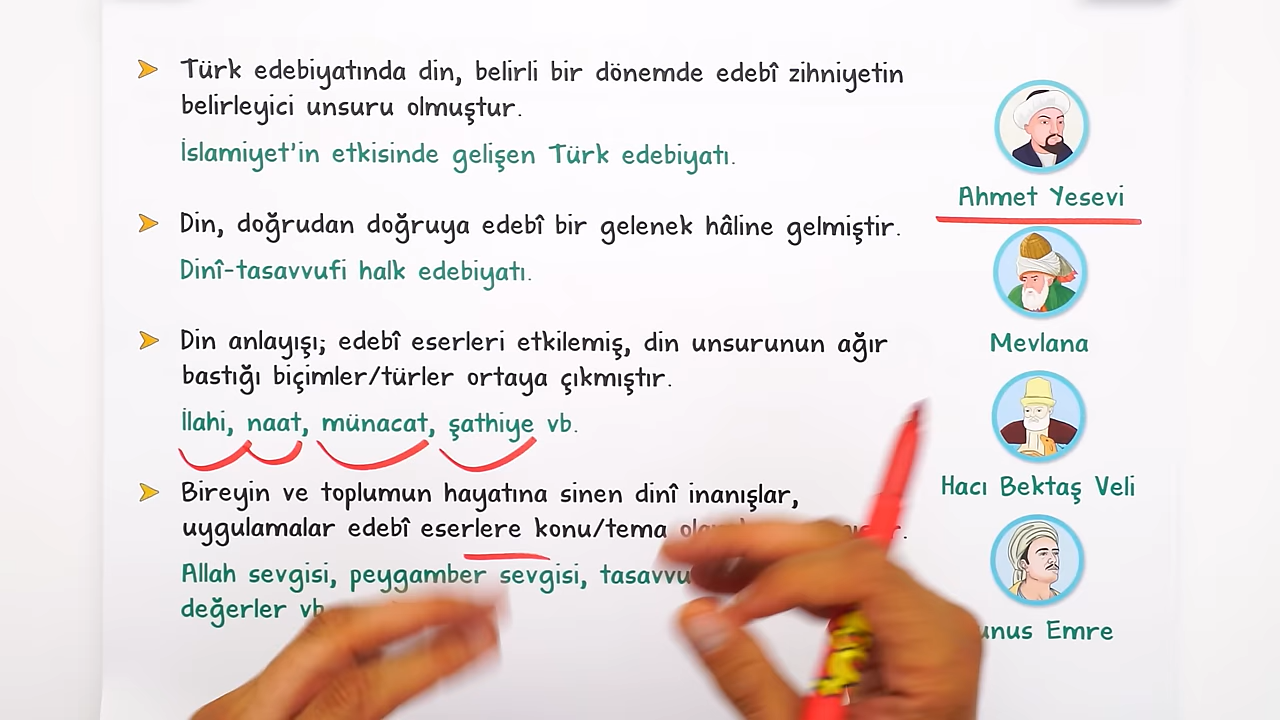 Türk edebiyatında din, belirli bir dönemde edebî zihniyetin
belirleyici unsuru olmuştur.
İslamiyet'in etkisinde gelişen Türk edebiyatı.
Din, doğrudan doğruya edebî bir gelenek hâline gelmiştir.
Dinî-tasavvufi halk edebiyatı.
Din anlayışı; edebî eserleri etkilemiş, din unsurunun ağır
bastığı biçimler/türler ortaya çıkmıştır.
İlahi, naat, münacat, şathiye vb.
Bireyin ve toplumun hayatına sinen dinî inanışlar,
uygulamalar edebî eserlere konu/tema
Allah sevgisi, peygamber sevgisi,
değerler
Ahmet Yesevi
Mevlana
Hacı Bektaş Veli
Emre